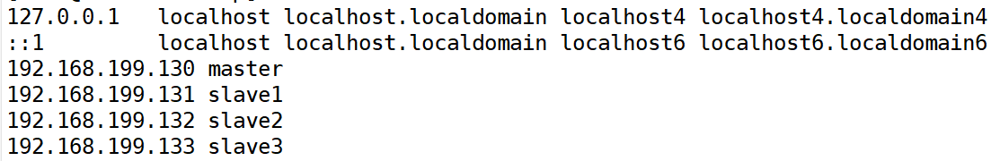 127.0.0.1   localhost localhost.localdomain localhost4 localhost4.localdomain4
::1         localhost localhost.localdomain localhost6 localhost6.localdomain6
192.168.199.130 master
192.168.199.131 slave1
192.168.199.132 slave2
192.168.199.133 slave3